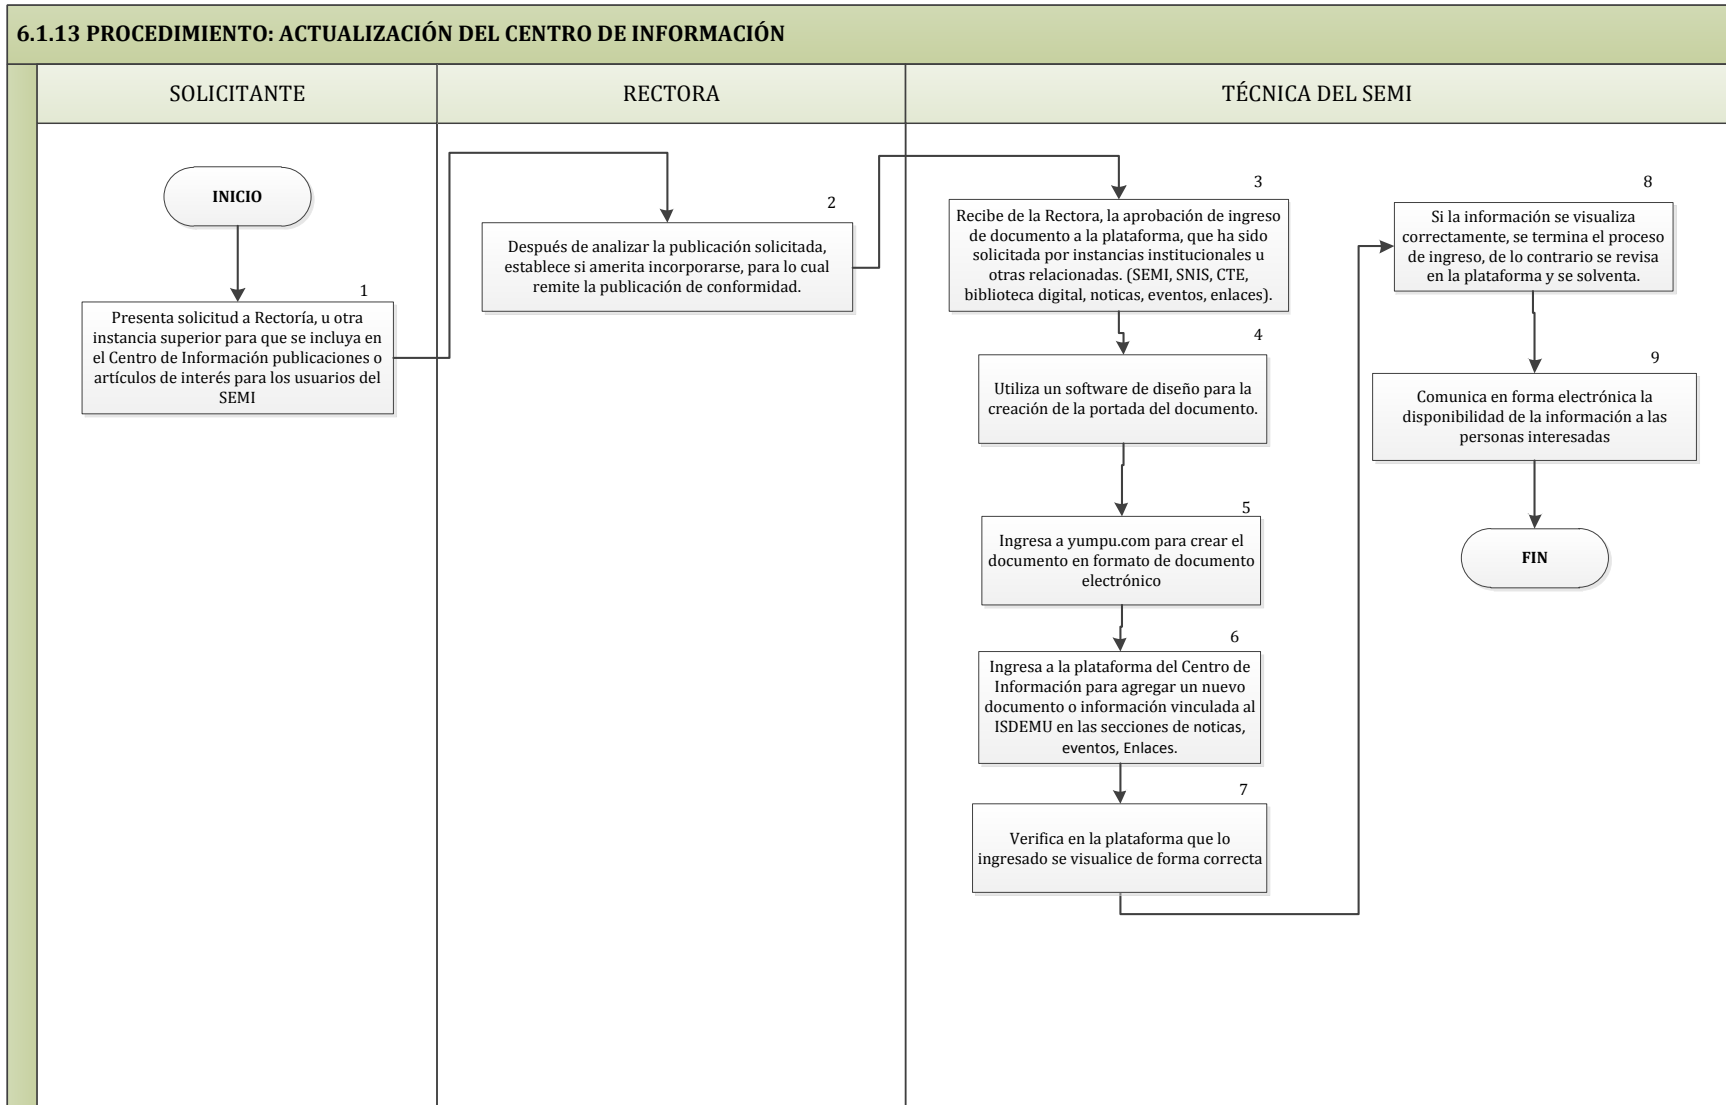 6.1.13 PROCEDIMIENTO: ACTUALIZACIÓN DEL CENTRO DE INFORMACIÓN
SOLICITANTE
RECTORA
TÉCNICA DEL SEMI
INICIO
1
Presenta solicitud a Rectoría, u otra
instancia superior para que se incluya en
el Centro de Información publicaciones o
artículos de interés para los usuarios del
SEMI
2
Después de analizar la publicación solicitada,
establece si amerita incorporarse, para lo cual
remite la publicación de conformidad.
3
Recibe de la Rectora, la aprobación de ingreso
de documento a la plataforma, que ha sido
solicitada por instancias institucionales u
otras relacionadas. (SEMI, SNIS, CTE,
biblioteca digital, noticas, eventos, enlaces).
4
Utiliza un software de diseño para la
creación de la portada del documento.
5
Ingresa a yumpu.com para crear el
documento en formato de documento
electrónico
6
Ingresa a la plataforma del Centro de
Información para agregar un nuevo
documento o información vinculada al
ISDEMU en las secciones de noticas,
eventos, Enlaces.
7
Verifica en la plataforma que lo
ingresado se visualice de forma correcta
8
Si la información se visualiza
correctamente, se termina el proceso
de ingreso, de lo contrario se revisa
en la plataforma y se solventa.
9
Comunica en forma electrónica la
disponibilidad de la información a las
personas interesadas
FIN